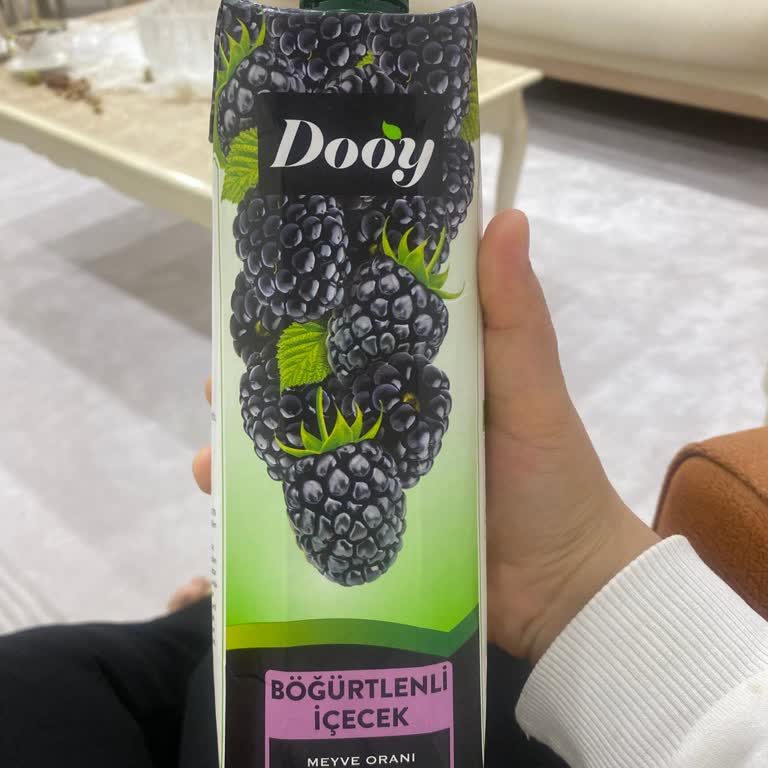 Dooy
BÖĞÜRTLENLİ
İÇECEK
MEYVE ORANI